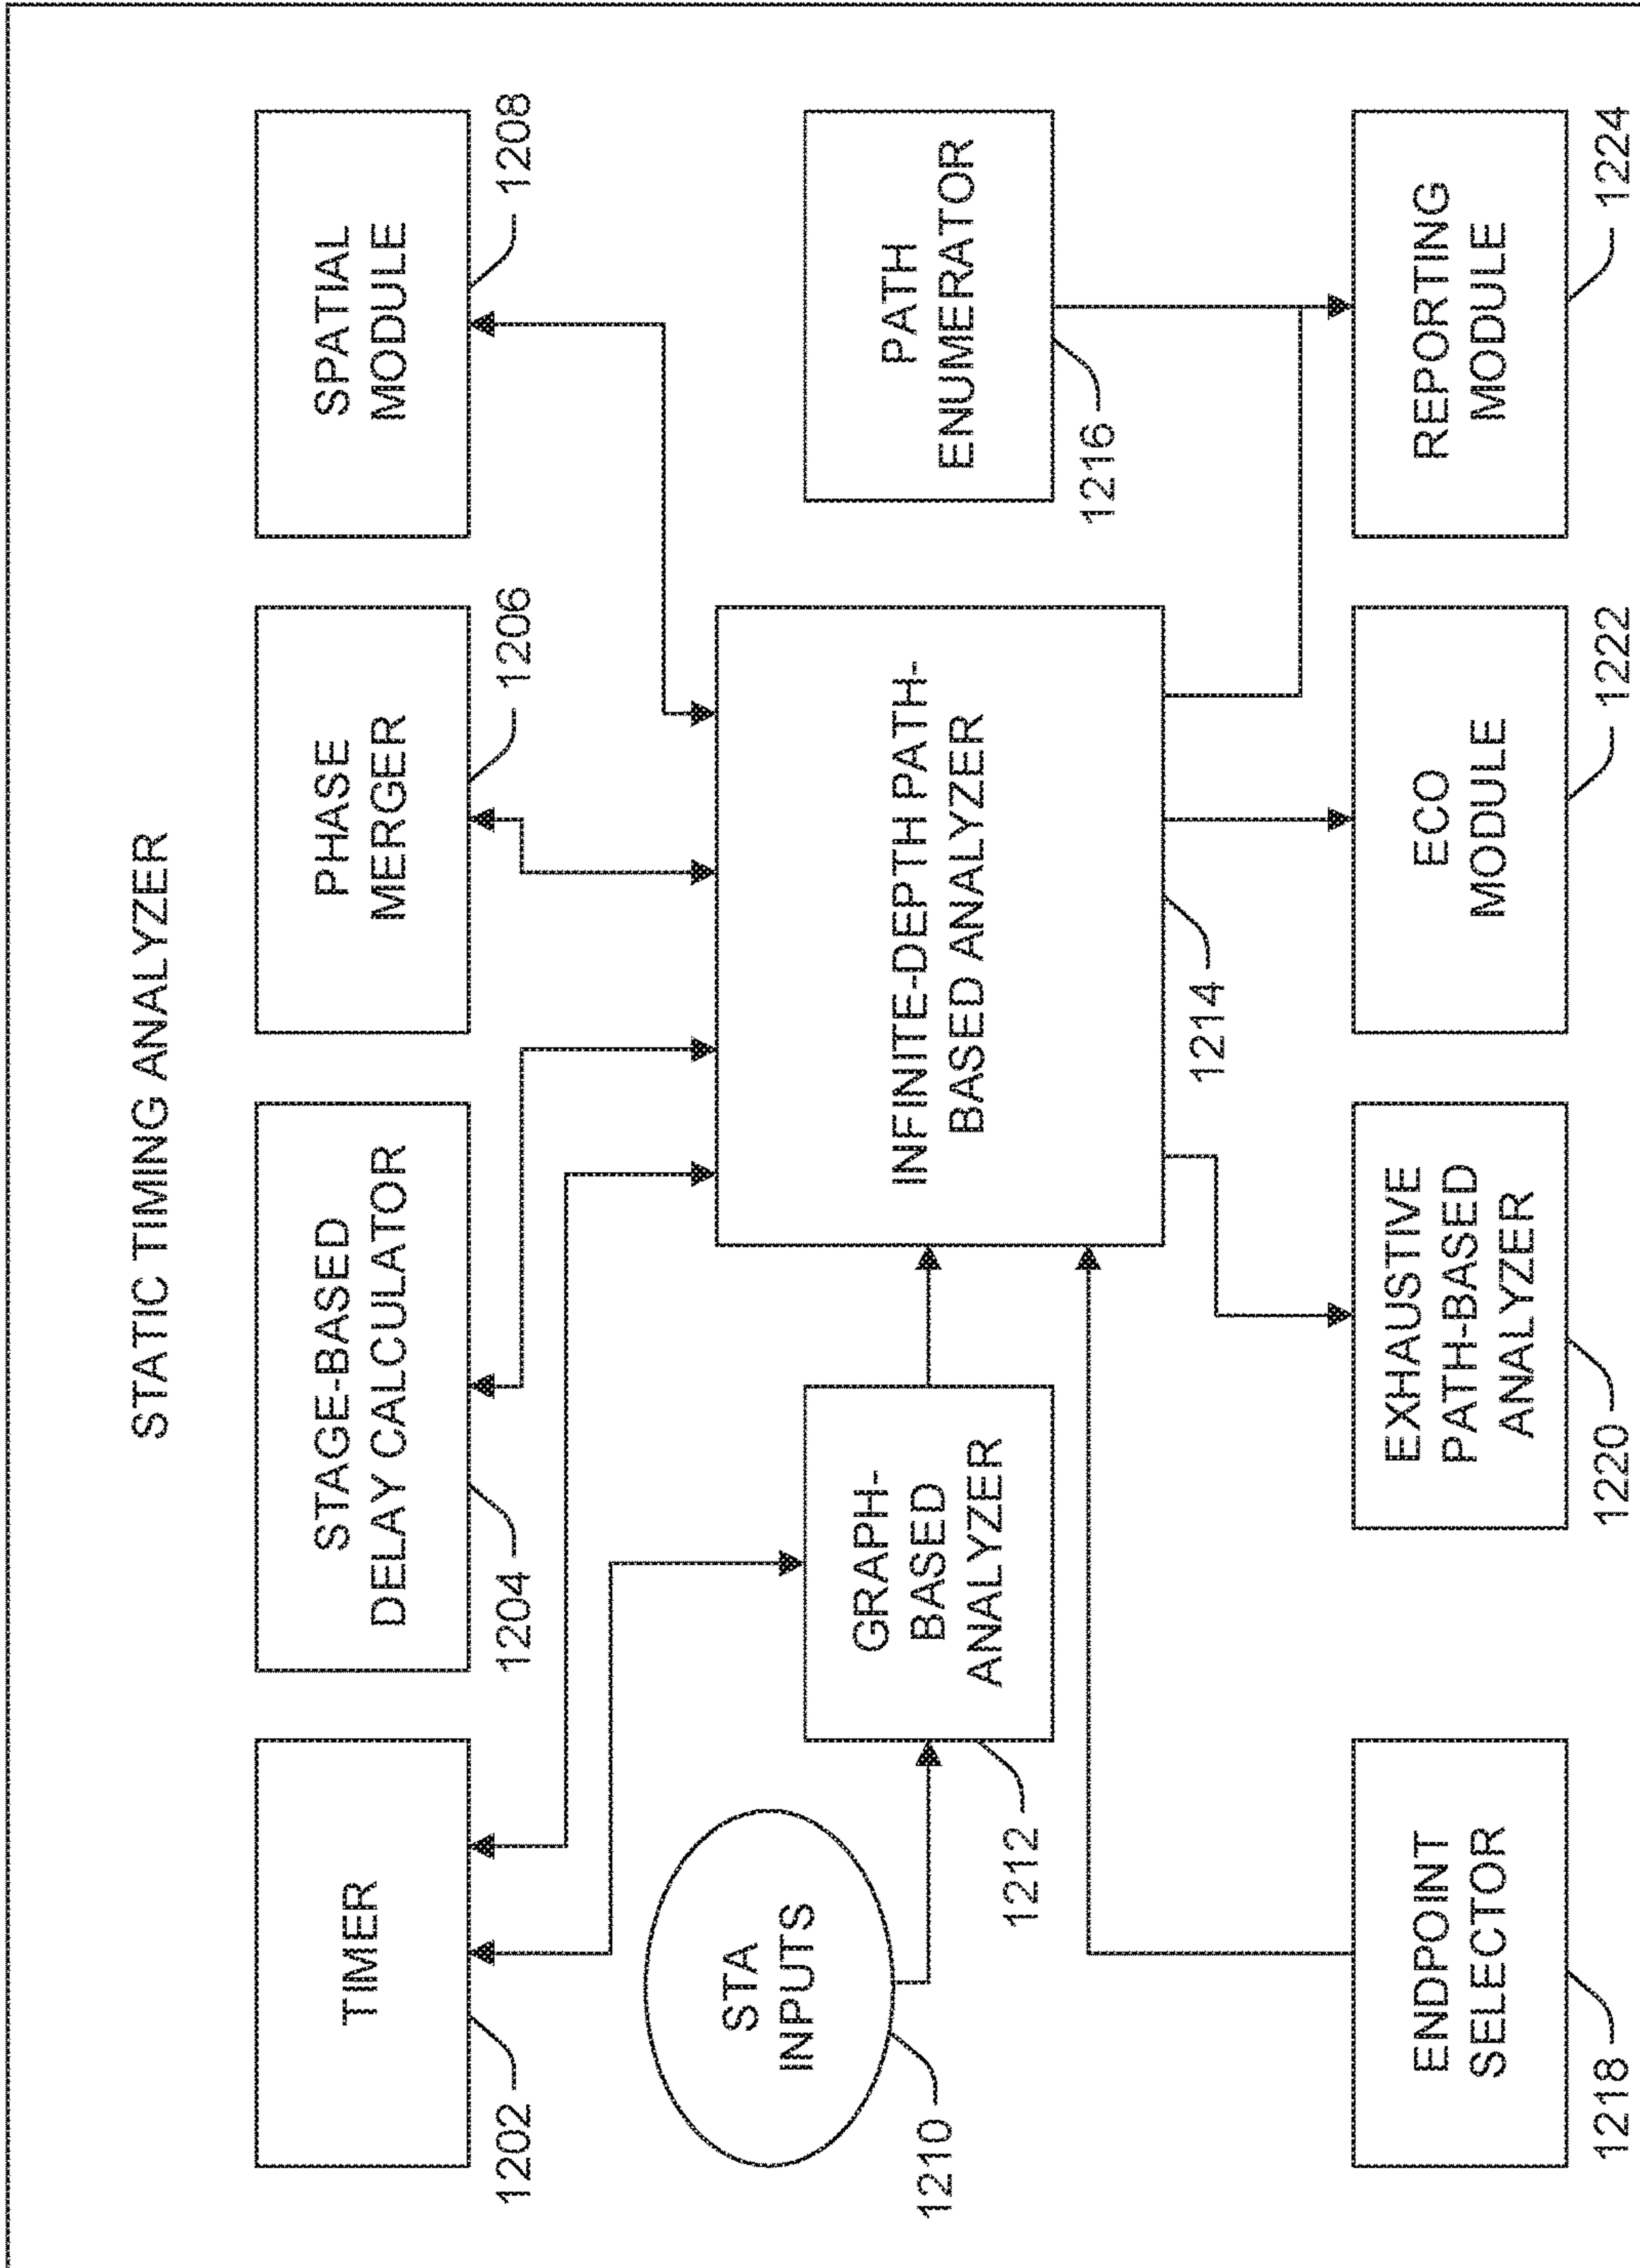 STATIC TIMING ANALYZER
TIMER
1202
STAGE-BASED
DELAY CALCULATOR
1204
PHASE
MERGER
1206
SPATIAL
MODULE
1208
STA
INPUTS
1210
GRAPH-
BASED
ANALYZER
1212
INFINITE-DEPTH PATH-
BASED ANALYZER
1214
PATH
ENUMERATOR
1216
ENDPOINT
SELECTOR
1218
EXHAUSTIVE
PATH-BASED
ANALYZER
1220
ECO
MODULE
1222
REPORTING
MODULE
1224